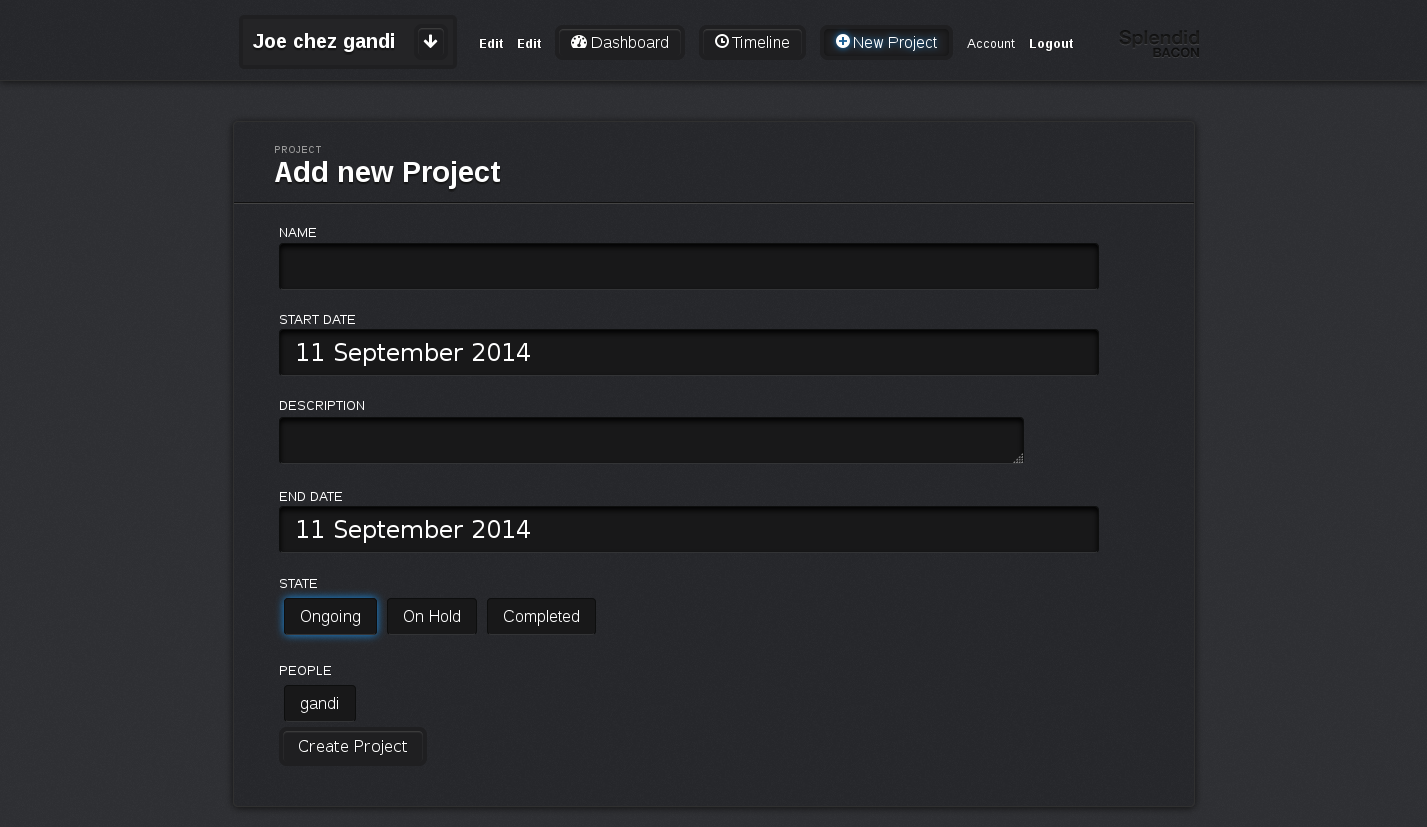 Joe chez gandi Edit Edit Dashboard Timeline New Project Account Logout Splendid
BACON
PROJECT
Add new Project
NAME
START DATE
11 September 2014
DESCRIPTION
END DATE
11 September 2014
STATE
Ongoing On Hold Completed
PEOPLE
gandi
Create Project